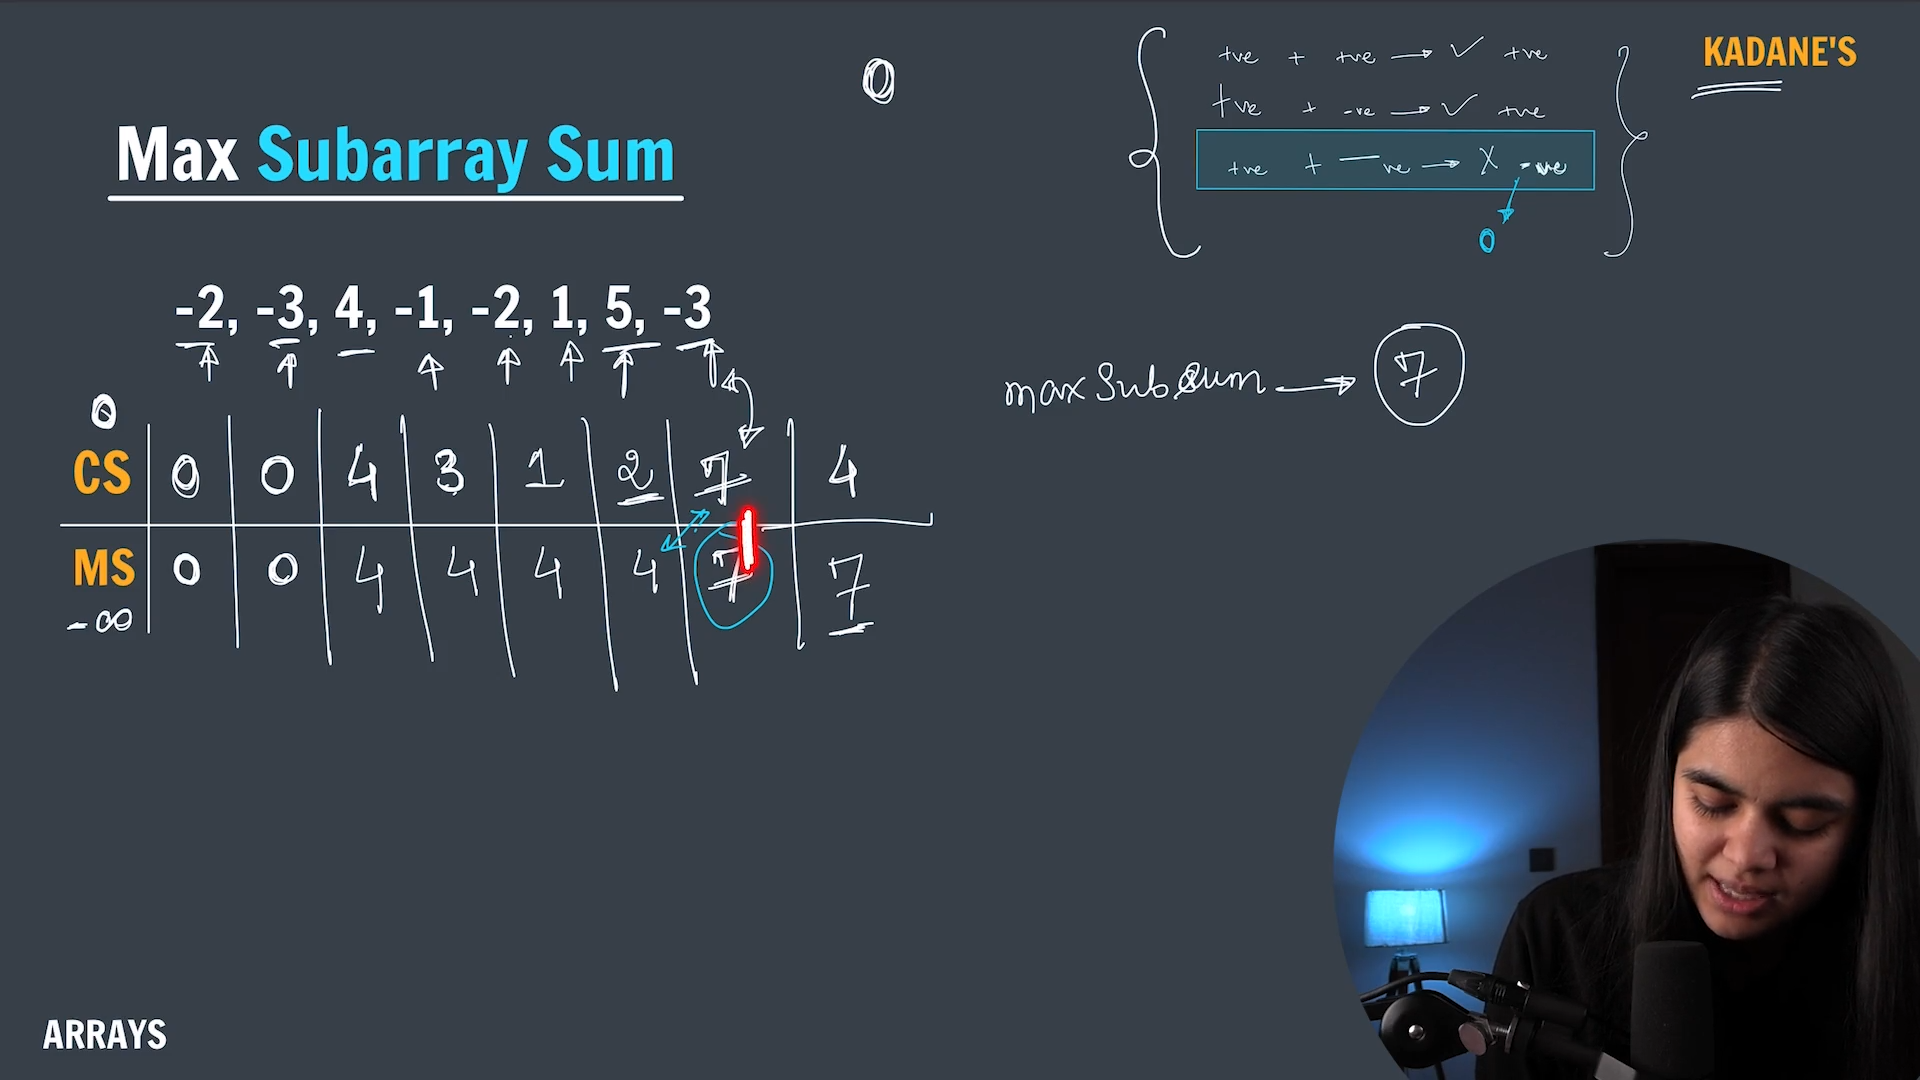 KADANE'S
+ve + +ve → ✓ +ve
0
+ve + -ve → ✓ +ve
Max Subarray Sum
+ve + — ve → X -ve
0
-2, -3, 4, -1, -2, 1, 5, -3
maxSubSum → 7
0
CS 0 0 4 3 1 2 7 4
MS 0 0 4 4 4 4 7 7
-∞
ARRAYS